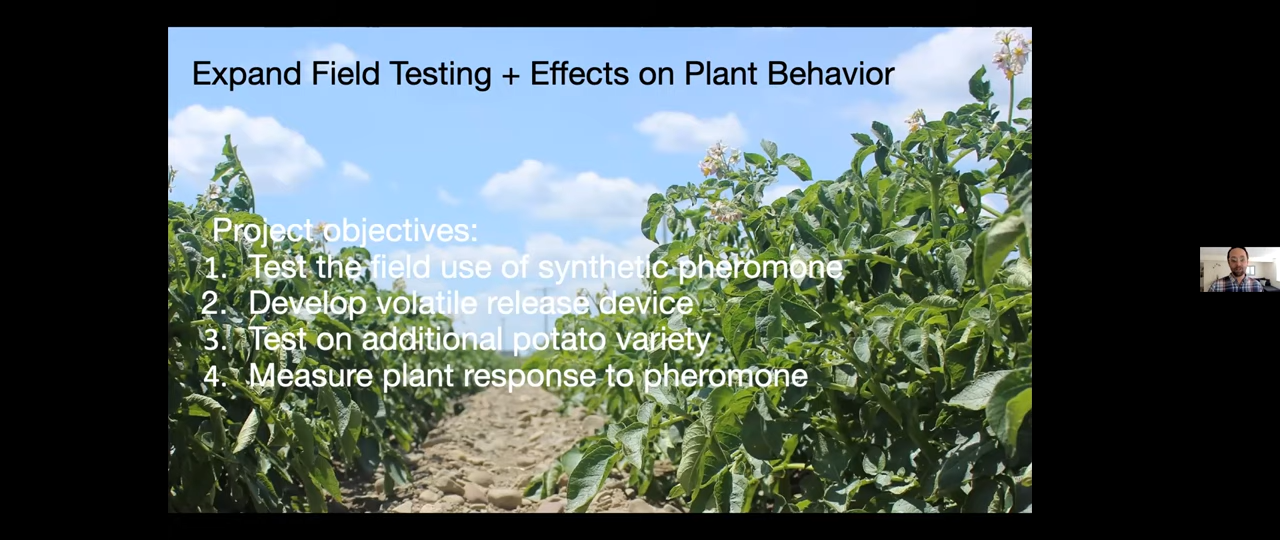 Expand Field Testing + Effects on Plant Behavior
Project objectives:
1. Test the field use of synthetic pheromone
2. Develop volatile release device
3. Test on additional potato variety
4. Measure plant response to pheromone